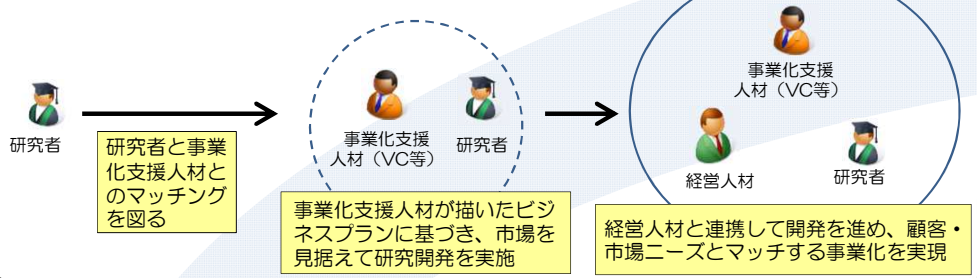 研究者
研究者と事業
化支援人材と
のマッチング
を図る
事業化支援
人材（VC等）
研究者
事業化支援人材が描いたビジ
ネスプランに基づき、市場を
見据えて研究開発を実施
事業化支援
人材（VC等）
経営人材
研究者
経営人材と連携して開発を進め、顧客・
市場ニーズとマッチする事業化を実現